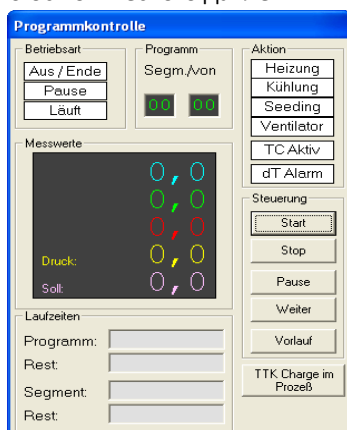 Programmkontrolle
Betriebsart
Aus / Ende
Pause
Läuft
Programm
Segm./von
00 00
Aktion
Heizung
Kühlung
Seeding
Ventilator
TC Aktiv
dT Alarm
Messwerte
0,0
0,0
0,0
Druck: 0,0
Soll: 0,0
Steuerung
Start
Stop
Pause
Weiter
Vorlauf
Laufzeiten
Programm:
Rest:
Segment:
Rest:
TTK Charge im
Prozeß